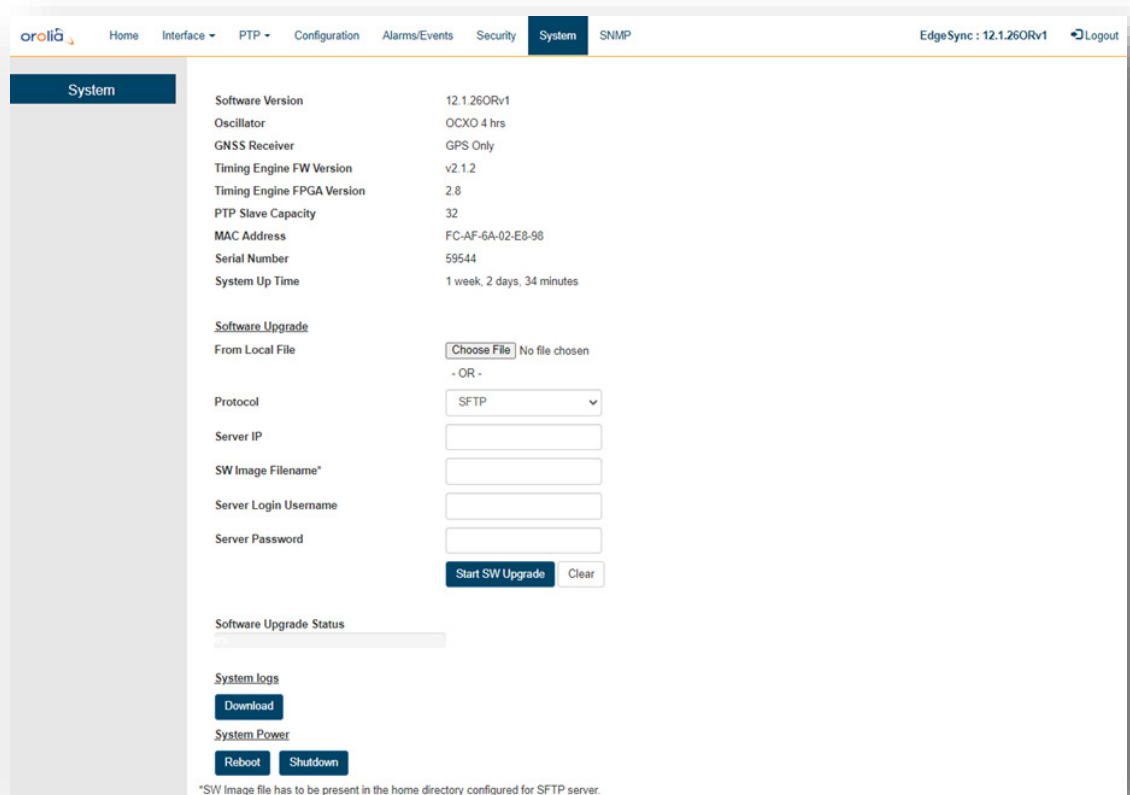 orolia Home Interface PTP Configuration Alarms/Events Security System SNMP EdgeSync : 12.1.26ORv1 Logout
System
Software Version 12.1.26ORv1
Oscillator OCXO 4 hrs
GNSS Receiver GPS Only
Timing Engine FW Version v2.1.2
Timing Engine FPGA Version 2.8
PTP Slave Capacity 32
MAC Address FC-AF-6A-02-E8-98
Serial Number 59544
System Up Time 1 week, 2 days, 34 minutes
Software Upgrade
From Local File Choose File No file chosen
- OR -
Protocol SFTP
Server IP
SW Image Filename*
Server Login Username
Server Password
Start SW Upgrade Clear
Software Upgrade Status
System logs
Download
System Power
Reboot Shutdown
*SW Image file has to be present in the home directory configured for SFTP server.